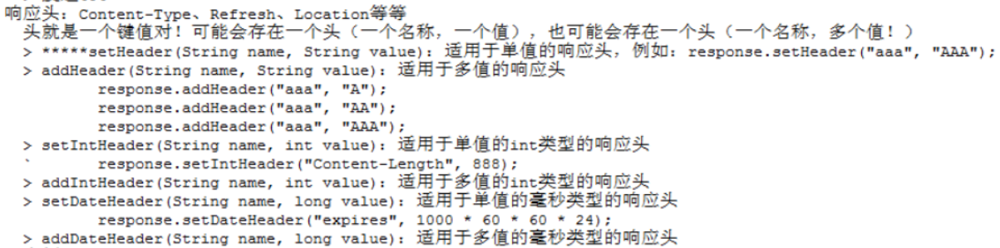 响应头：Content-Type、Refresh、Location等等
头就是一个键值对！可能会存在一个头（一个名称，一个值），也可能会存在一个头（一个名称，多个值！）
> *****setHeader(String name, String value)：适用于单值的响应头，例如：response.setHeader("aaa", "AAA");
> addHeader(String name, String value)：适用于多值的响应头
response.addHeader("aaa", "A");
response.addHeader("aaa", "AA");
response.addHeader("aaa", "AAA");
> setIntHeader(String name, int value)：适用于单值的int类型的响应头
` response.setIntHeader("Content-Length", 888);
> addIntHeader(String name, int value)：适用于多值的int类型的响应头
> setDateHeader(String name, long value)：适用于单值的毫秒类型的响应头
response.setDateHeader("expires", 1000 * 60 * 60 * 24);
> addDateHeader(String name, long value)：适用于多值的毫秒类型的响应头